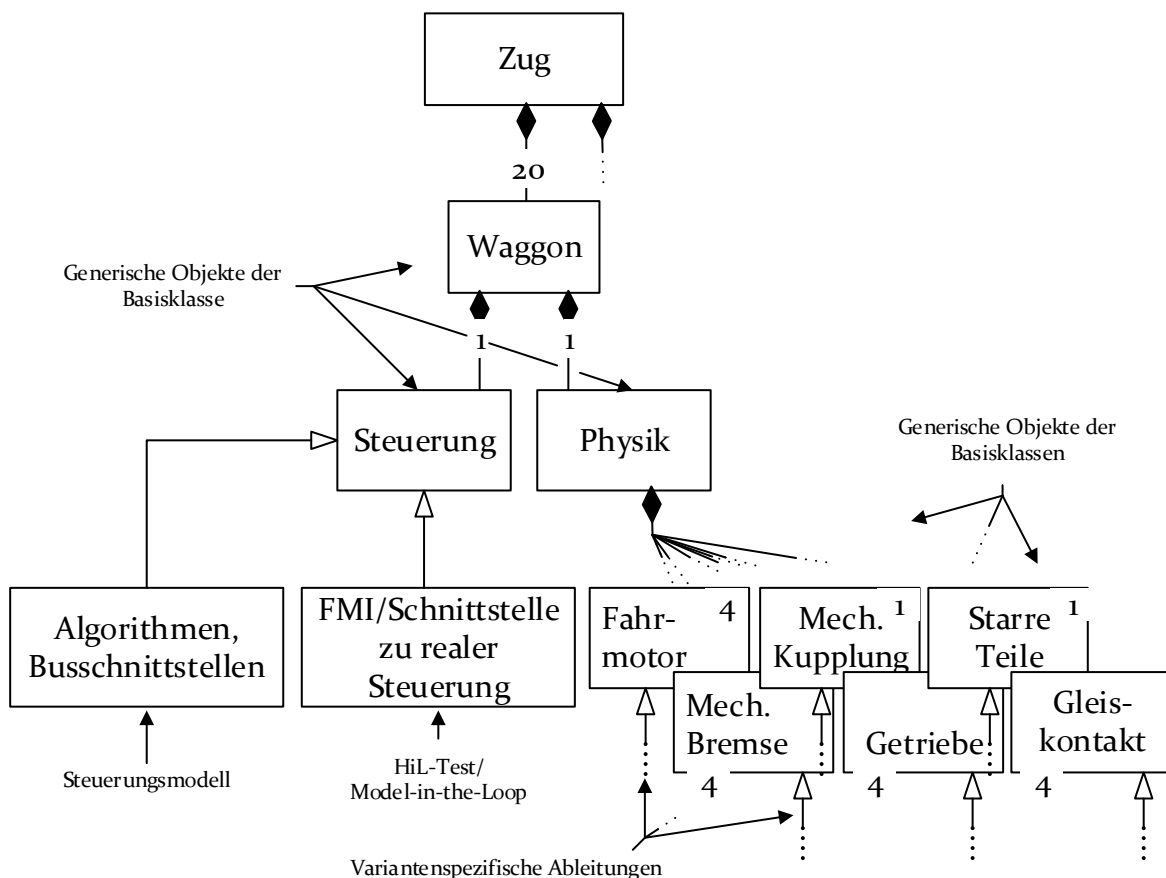 Zug
20
Waggon
Generische Objekte der
Basisklasse
1
1
Steuerung
Physik
Generische Objekte der
Basisklassen
Algorithmen,
Busschnittstellen
FMI/Schnittstelle
zu realer
Steuerung
Fahr-
motor
4
Mech.
Kupplung
1
Starre
Teile
1
Mech.
Bremse
4
Getriebe
4
Gleis-
kontakt
4
Steuerungsmodell
HiL-Test/
Model-in-the-Loop
Variantenspezifische Ableitungen